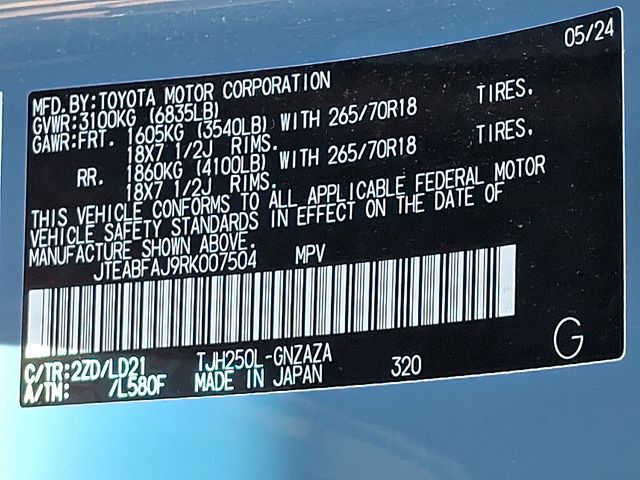 05/24
MFD.BY:TOYOTA MOTOR CORPORATION
GVWR:3100KG (6835LB)
GAWR:FRT. 1605KG (3540LB) WITH 265/70R18 TIRES.
18X7 1/2J RIMS.
RR. 1860KG (4100LB) WITH 265/70R18 TIRES.
18X7 1/2J RIMS.
THIS VEHICLE CONFORMS TO ALL APPLICABLE FEDERAL MOTOR
VEHICLE SAFETY STANDARDS IN EFFECT ON THE DATE OF
MANUFACTURE SHOWN ABOVE.
JTEABFAJ9RK007504 MPV
G
C/TR:2ZD/LD21 TJH250L-GNZAZA
A/TM: /L580F MADE IN JAPAN 320